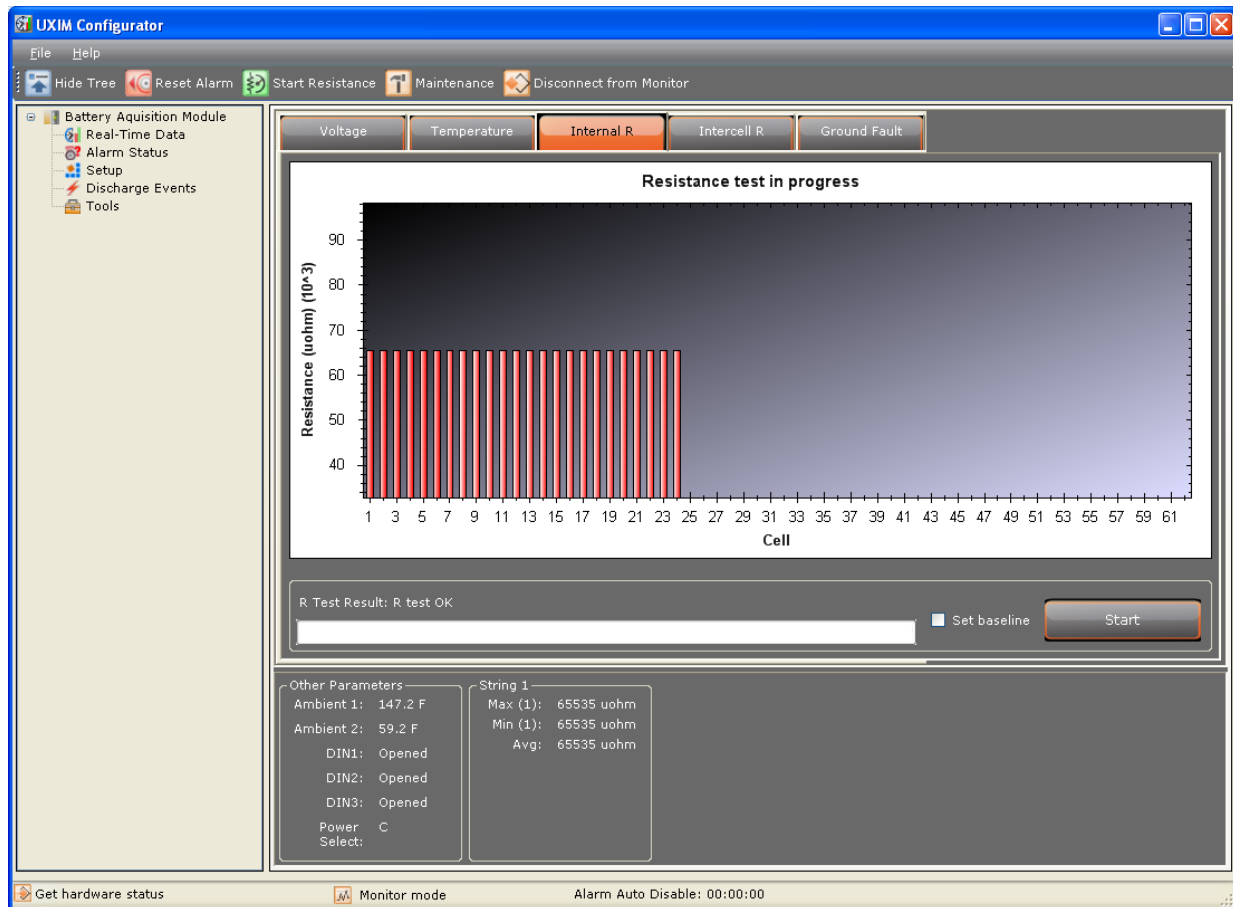 UXIM Configurator
File Help
Hide Tree Reset Alarm Start Resistance Maintenance Disconnect from Monitor
Battery Aquisition Module
Real-Time Data
Alarm Status
Setup
Discharge Events
Tools
Voltage Temperature Internal R Intercell R Ground Fault
Resistance test in progress
Resistance (uohm) (10^3)
90
80
70
60
50
40
1 3 5 7 9 11 13 15 17 19 21 23 25 27 29 31 33 35 37 39 41 43 45 47 49 51 53 55 57 59 61
Cell
R Test Result: R test OK
Set baseline
Start
Other Parameters
Ambient 1: 147.2 F
Ambient 2: 59.2 F
DIN1: Opened
DIN2: Opened
DIN3: Opened
Power Select: C
String 1
Max (1): 65535 uohm
Min (1): 65535 uohm
Avg: 65535 uohm
Get hardware status
Monitor mode
Alarm Auto Disable: 00:00:00